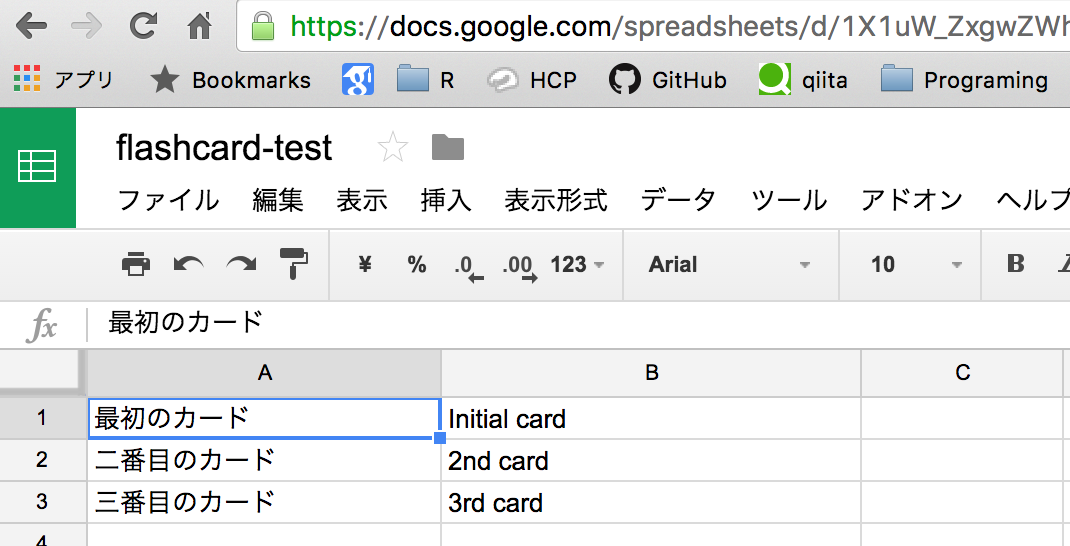 https://docs.google.com/spreadsheets/d/1X1uW_ZxgwZWh
アプリ Bookmarks R HCP GitHub qiita Programing
flashcard-test
ファイル 編集 表示 挿入 表示形式 データ ツール アドオン ヘルプ
¥ % .0 .00 123 Arial 10 B I
fx 最初のカード
A B C
1 最初のカード Initial card
2 二番目のカード 2nd card
3 三番目のカード 3rd card
4